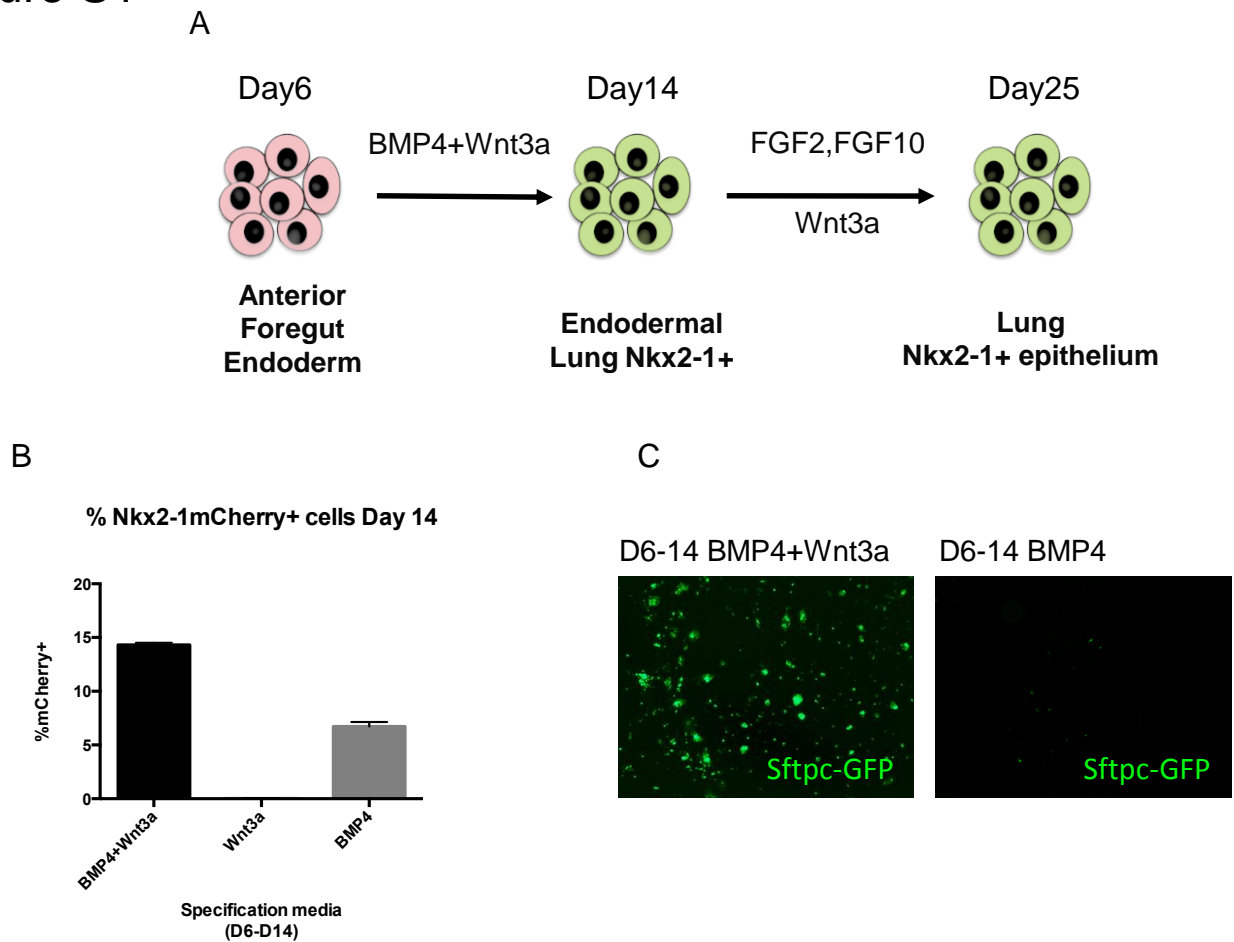 A
Day6
Day14
Day25
BMP4+Wnt3a
FGF2,FGF10
Wnt3a
Anterior
Foregut
Endoderm
Endodermal
Lung Nkx2-1+
Lung
Nkx2-1+ epithelium
B
% Nkx2-1mCherry+ cells Day 14
%mCherry+
20
15
10
5
0
BMP4+Wnt3a
Wnt3a
BMP4
Specification media
(D6-D14)
C
D6-14 BMP4+Wnt3a
D6-14 BMP4
Sftpc-GFP
Sftpc-GFP